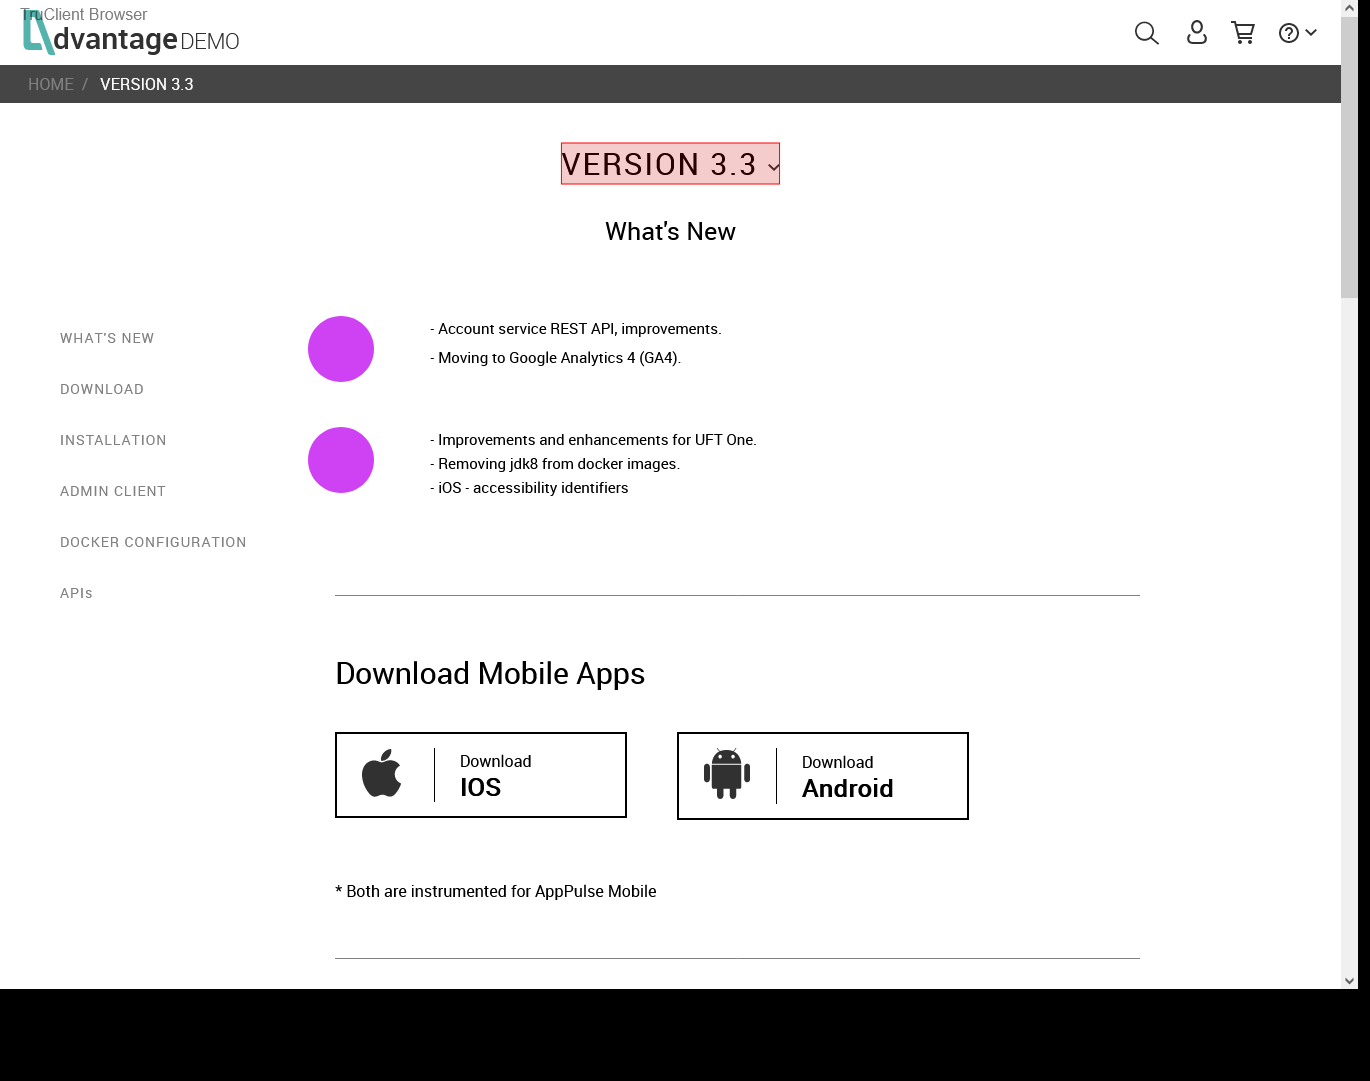 TruClient Browser
dvantage DEMO
HOME / VERSION 3.3
VERSION 3.3
What's New
WHAT'S NEW
DOWNLOAD
INSTALLATION
ADMIN CLIENT
DOCKER CONFIGURATION
APIs
- Account service REST API, improvements.
- Moving to Google Analytics 4 (GA4).
- Improvements and enhancements for UFT One.
- Removing jdk8 from docker images.
- iOS - accessibility identifiers
Download Mobile Apps
Download
IOS
Download
Android
* Both are instrumented for AppPulse Mobile